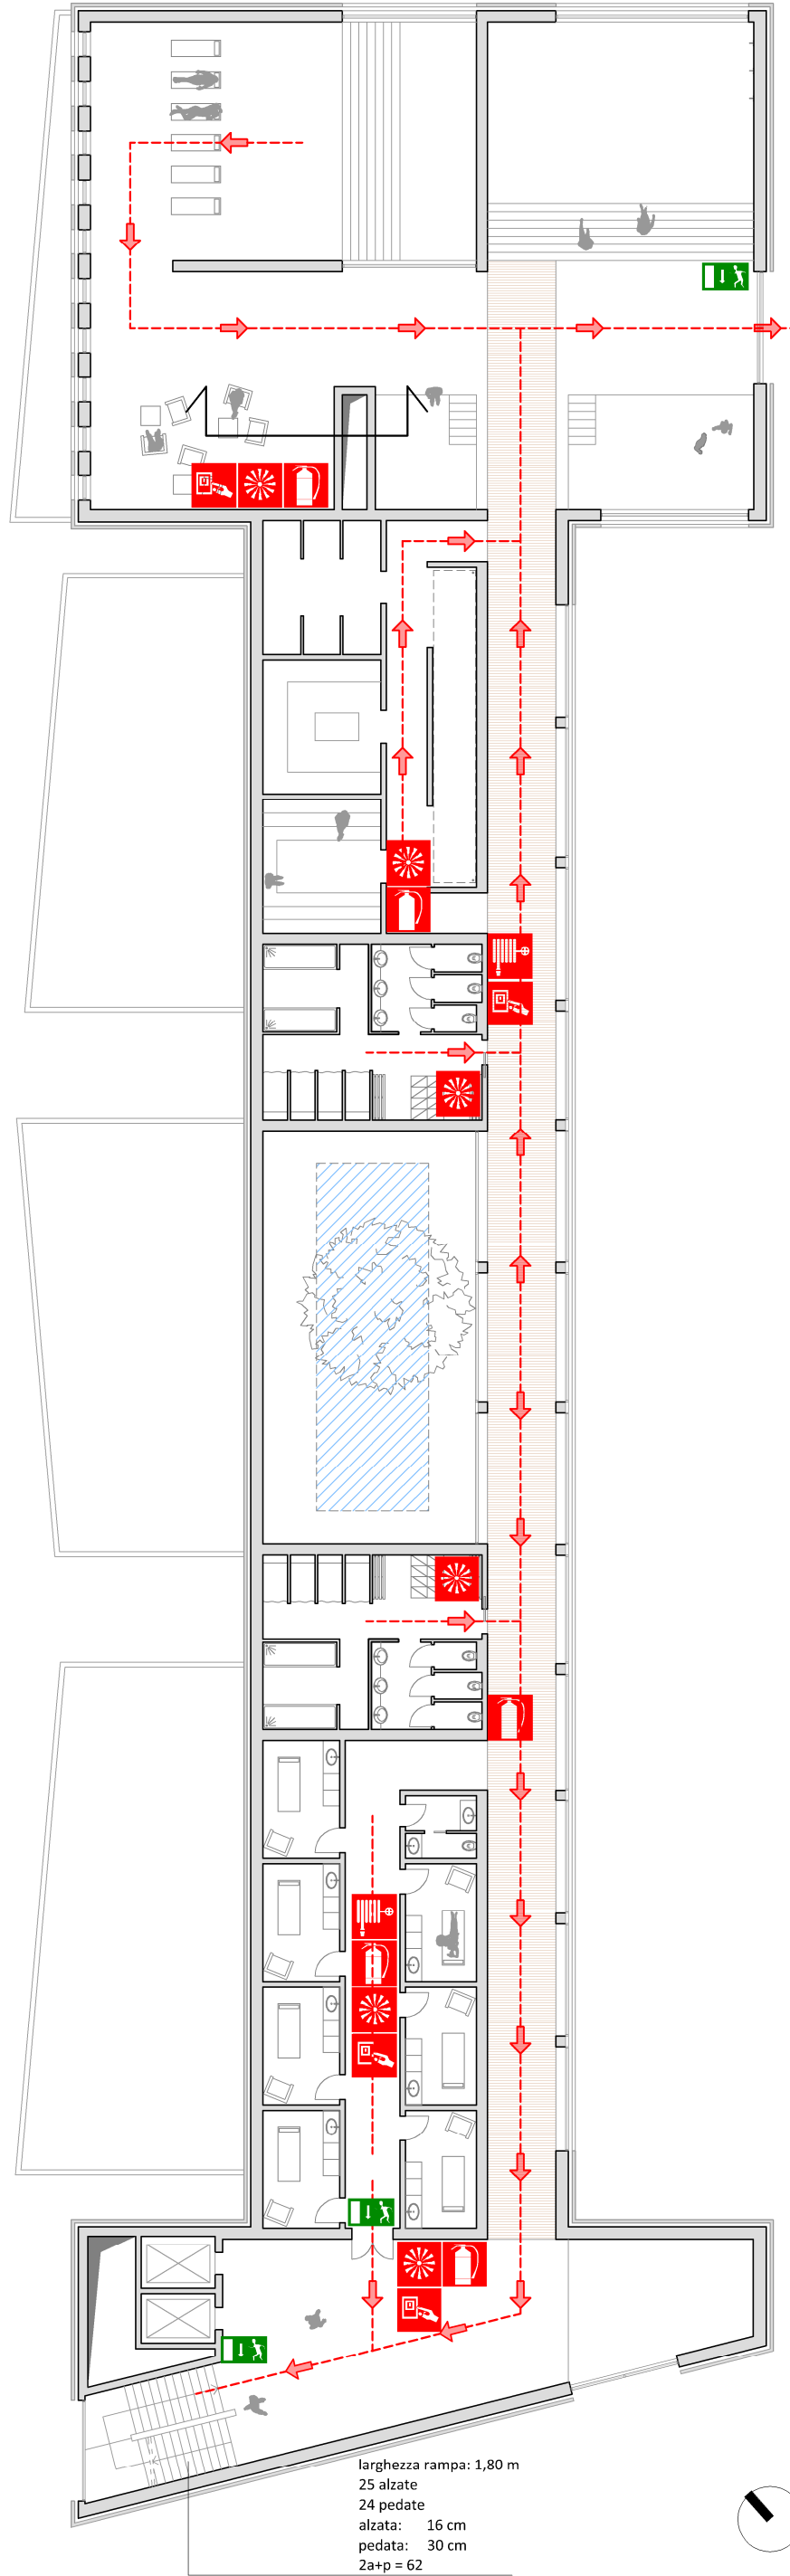 larghezza rampa: 1,80 m
25 alzate
24 pedate
alzata: 16 cm
pedata: 30 cm
2a+p = 62